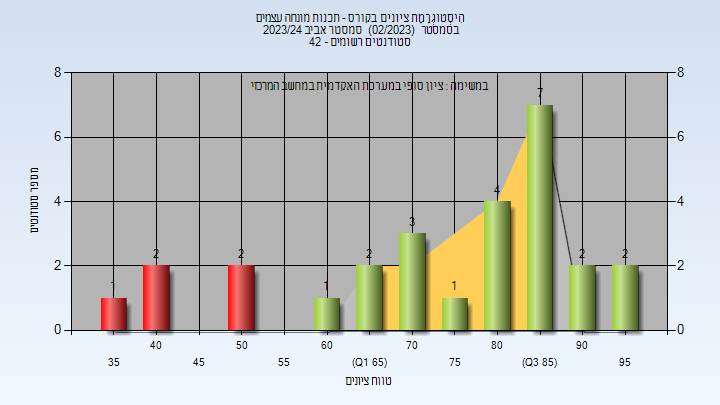 היסטוגרמת ציונים בקורס - תכנות מונחה עצמים
בסמסטר (02/2023) סמסטר אביב 2023/24
סטודנטים רשומים - 42
במשימה : ציון סופי במערכת האקדמית במחשב המרכזי
מספר סטודנטים
8 8
6 6
4 4
2 2
0 0
1 2 2 1 2 3 1 4 7 2 2
40 50 60 70 80 90
35 45 55 (Q1 65) 75 (Q3 85) 95
טווח ציונים